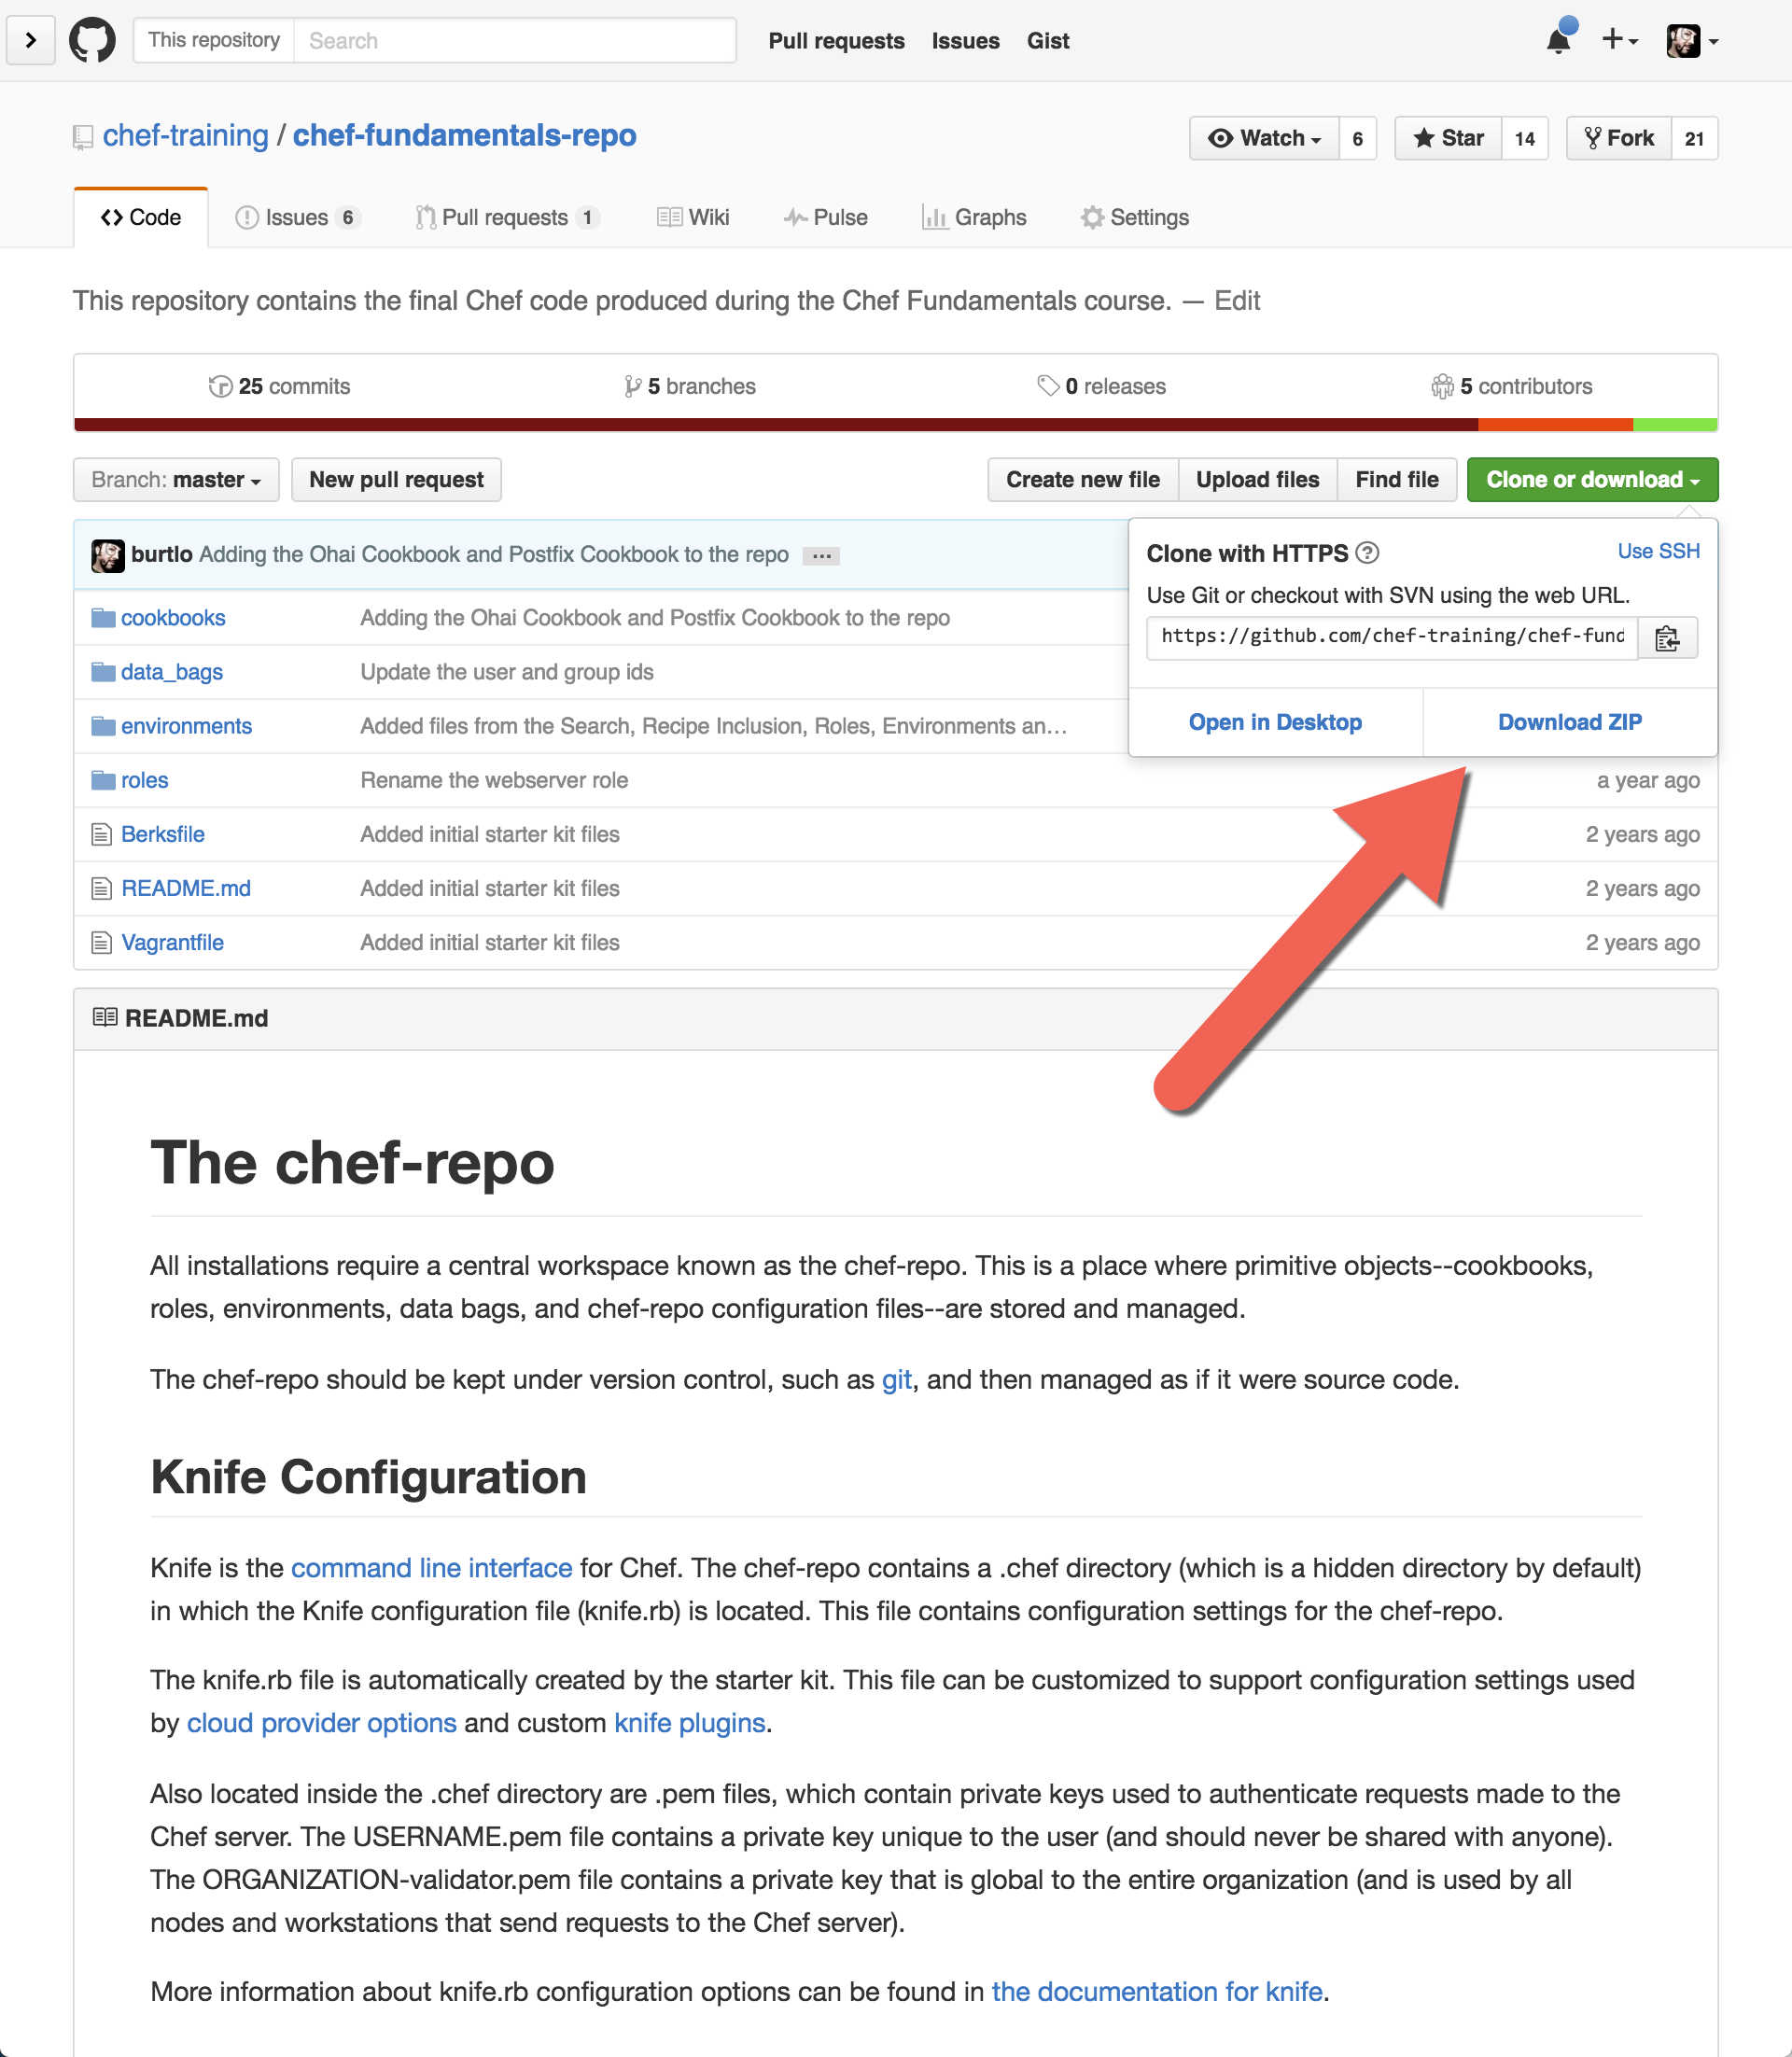 This repository Search Pull requests Issues Gist
chef-training / chef-fundamentals-repo Watch 6 Star 14 Fork 21
Code Issues 6 Pull requests 1 Wiki Pulse Graphs Settings
This repository contains the final Chef code produced during the Chef Fundamentals course. — Edit
25 commits 5 branches 0 releases 5 contributors
Branch: master New pull request Create new file Upload files Find file Clone or download
burtlo Adding the Ohai Cookbook and Postfix Cookbook to the repo …
Clone with HTTPS ? Use SSH
Use Git or checkout with SVN using the web URL.
https://github.com/chef-training/chef-fund
Open in Desktop Download ZIP
cookbooks Adding the Ohai Cookbook and Postfix Cookbook to the repo
data_bags Update the user and group ids
environments Added files from the Search, Recipe Inclusion, Roles, Environments an…
roles Rename the webserver role a year ago
Berksfile Added initial starter kit files 2 years ago
README.md Added initial starter kit files 2 years ago
Vagrantfile Added initial starter kit files 2 years ago
README.md
The chef-repo
All installations require a central workspace known as the chef-repo. This is a place where primitive objects--cookbooks,
roles, environments, data bags, and chef-repo configuration files--are stored and managed.
The chef-repo should be kept under version control, such as git, and then managed as if it were source code.
Knife Configuration
Knife is the command line interface for Chef. The chef-repo contains a .chef directory (which is a hidden directory by default)
in which the Knife configuration file (knife.rb) is located. This file contains configuration settings for the chef-repo.
The knife.rb file is automatically created by the starter kit. This file can be customized to support configuration settings used
by cloud provider options and custom knife plugins.
Also located inside the .chef directory are .pem files, which contain private keys used to authenticate requests made to the
Chef server. The USERNAME.pem file contains a private key unique to the user (and should never be shared with anyone).
The ORGANIZATION-validator.pem file contains a private key that is global to the entire organization (and is used by all
nodes and workstations that send requests to the Chef server).
More information about knife.rb configuration options can be found in the documentation for knife.